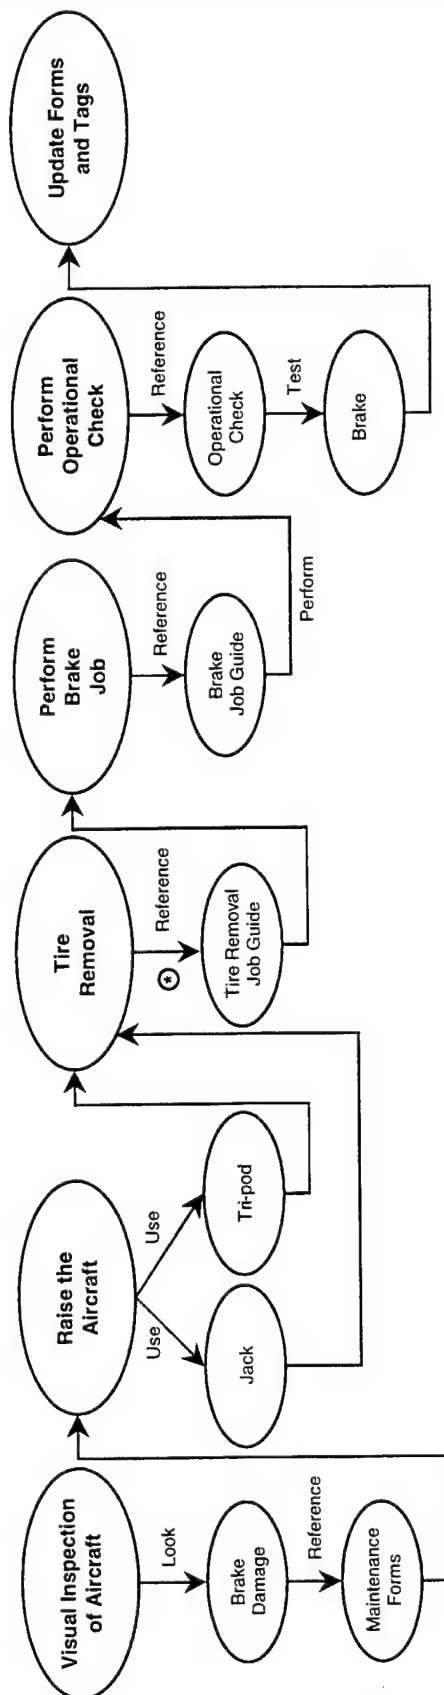 Visual Inspection
of Aircraft
Look
Brake
Damage
Reference
Maintenance
Forms
Raise the
Aircraft
Use
Use
Jack
Tri-pod
Tire
Removal
Reference
Tire Removal
Job Guide
Perform
Brake
Job
Reference
Brake
Job Guide
Perform
Perform
Operational
Check
Reference
Operational
Check
Test
Brake
Update Forms
and Tags